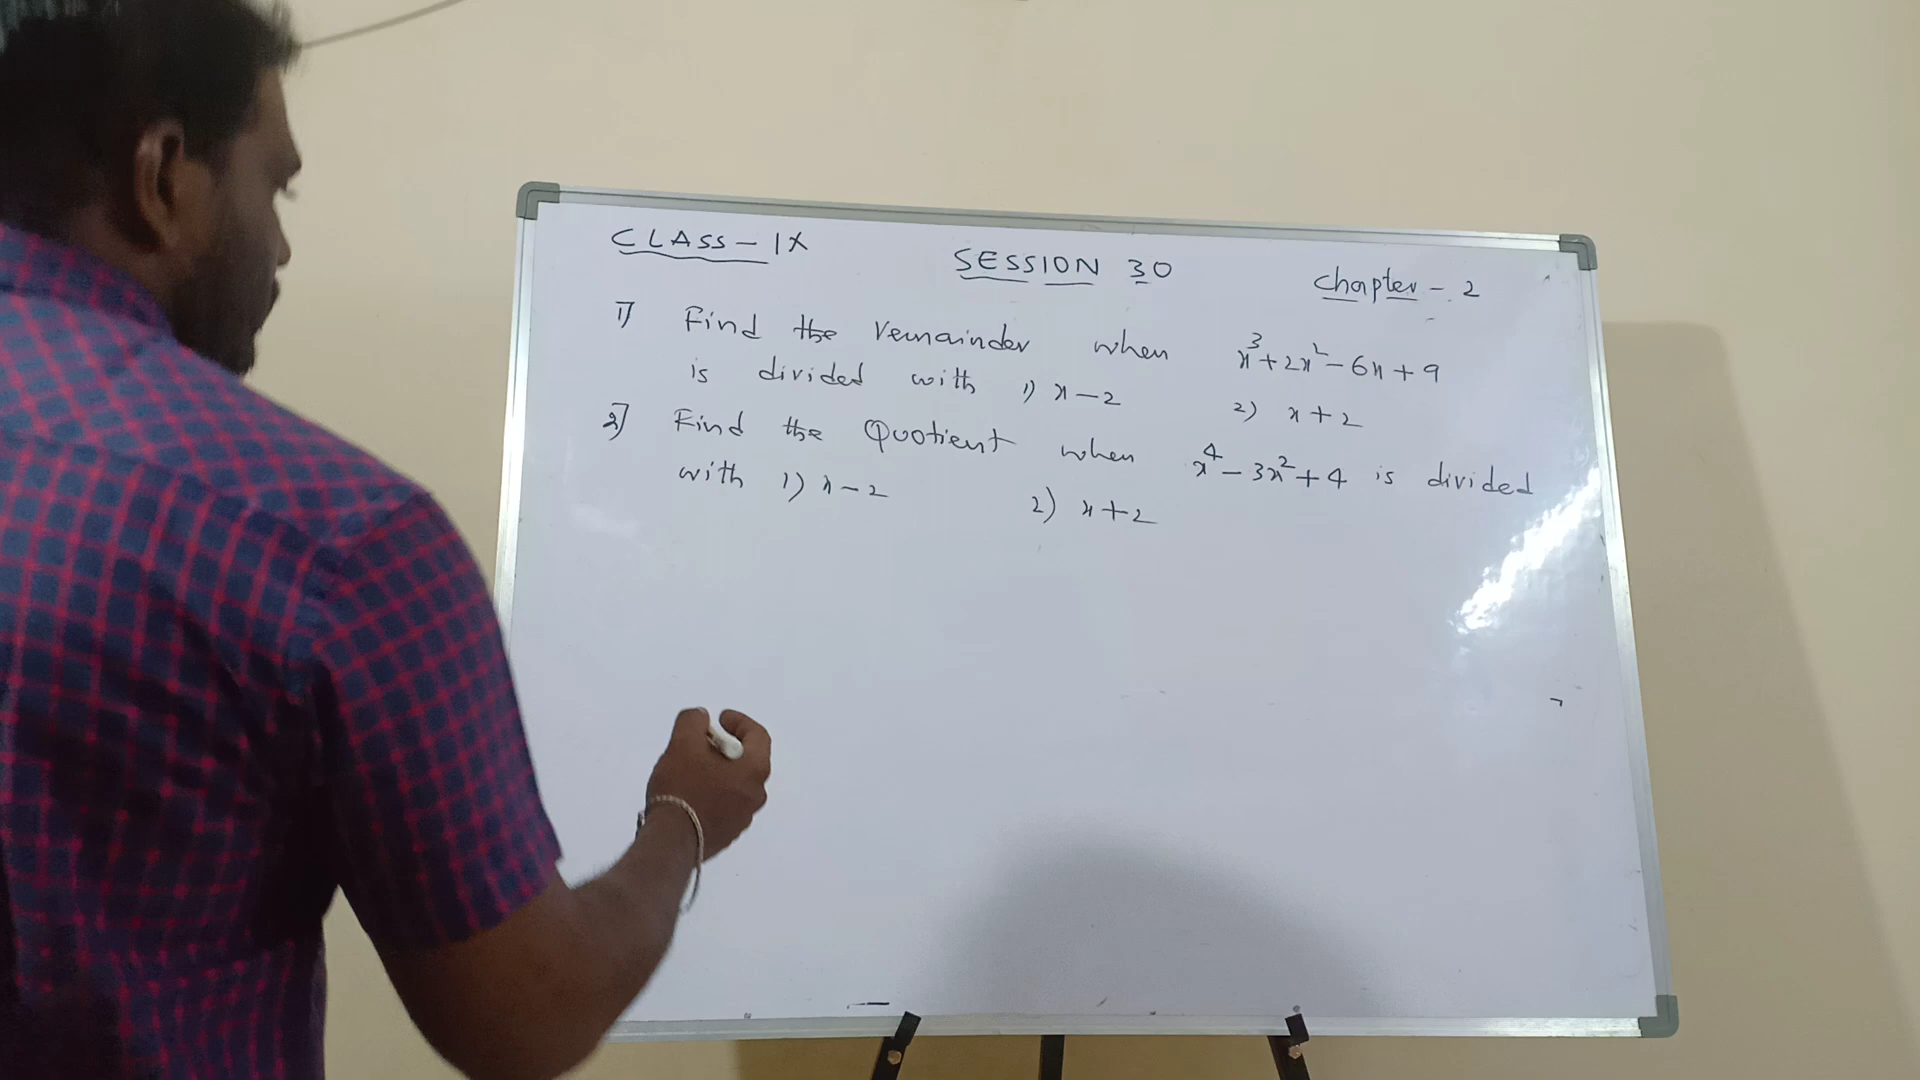 CLASS - IX
SESSION 30
Chapter - 2
1] Find the remainder when x³+2x²-6x+9
is divided with 1) x-2 2) x+2
2] Find the Quotient when x⁴-3x²+4 is divided
with 1) x-2 2) x+2